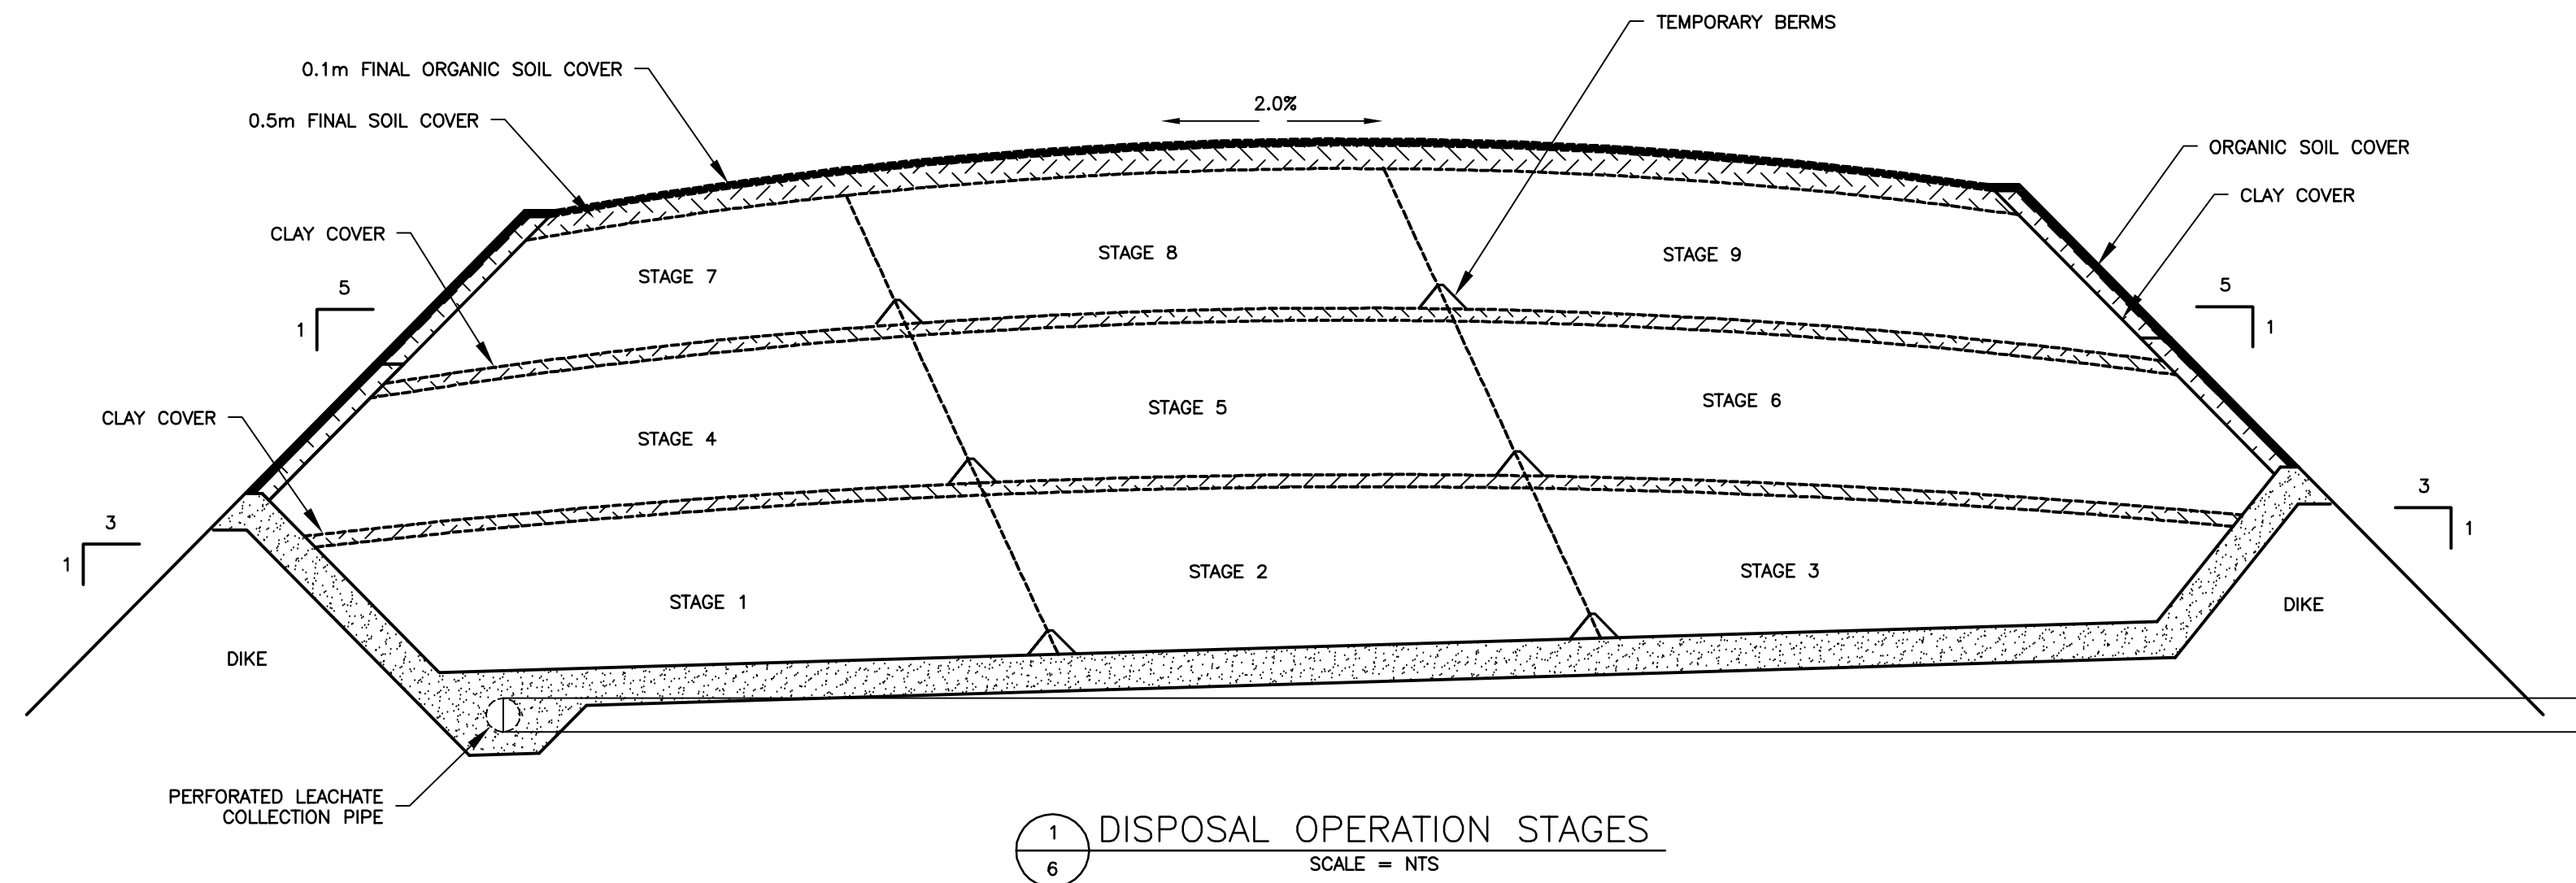 TEMPORARY BERMS
0.1m FINAL ORGANIC SOIL COVER
2.0%
0.5m FINAL SOIL COVER
ORGANIC SOIL COVER
CLAY COVER
CLAY COVER
STAGE 7
STAGE 8
STAGE 9
5
1
5
1
CLAY COVER
STAGE 4
STAGE 5
STAGE 6
3
1
3
1
STAGE 1
STAGE 2
STAGE 3
DIKE
DIKE
PERFORATED LEACHATE
COLLECTION PIPE
1
6
DISPOSAL OPERATION STAGES
SCALE = NTS